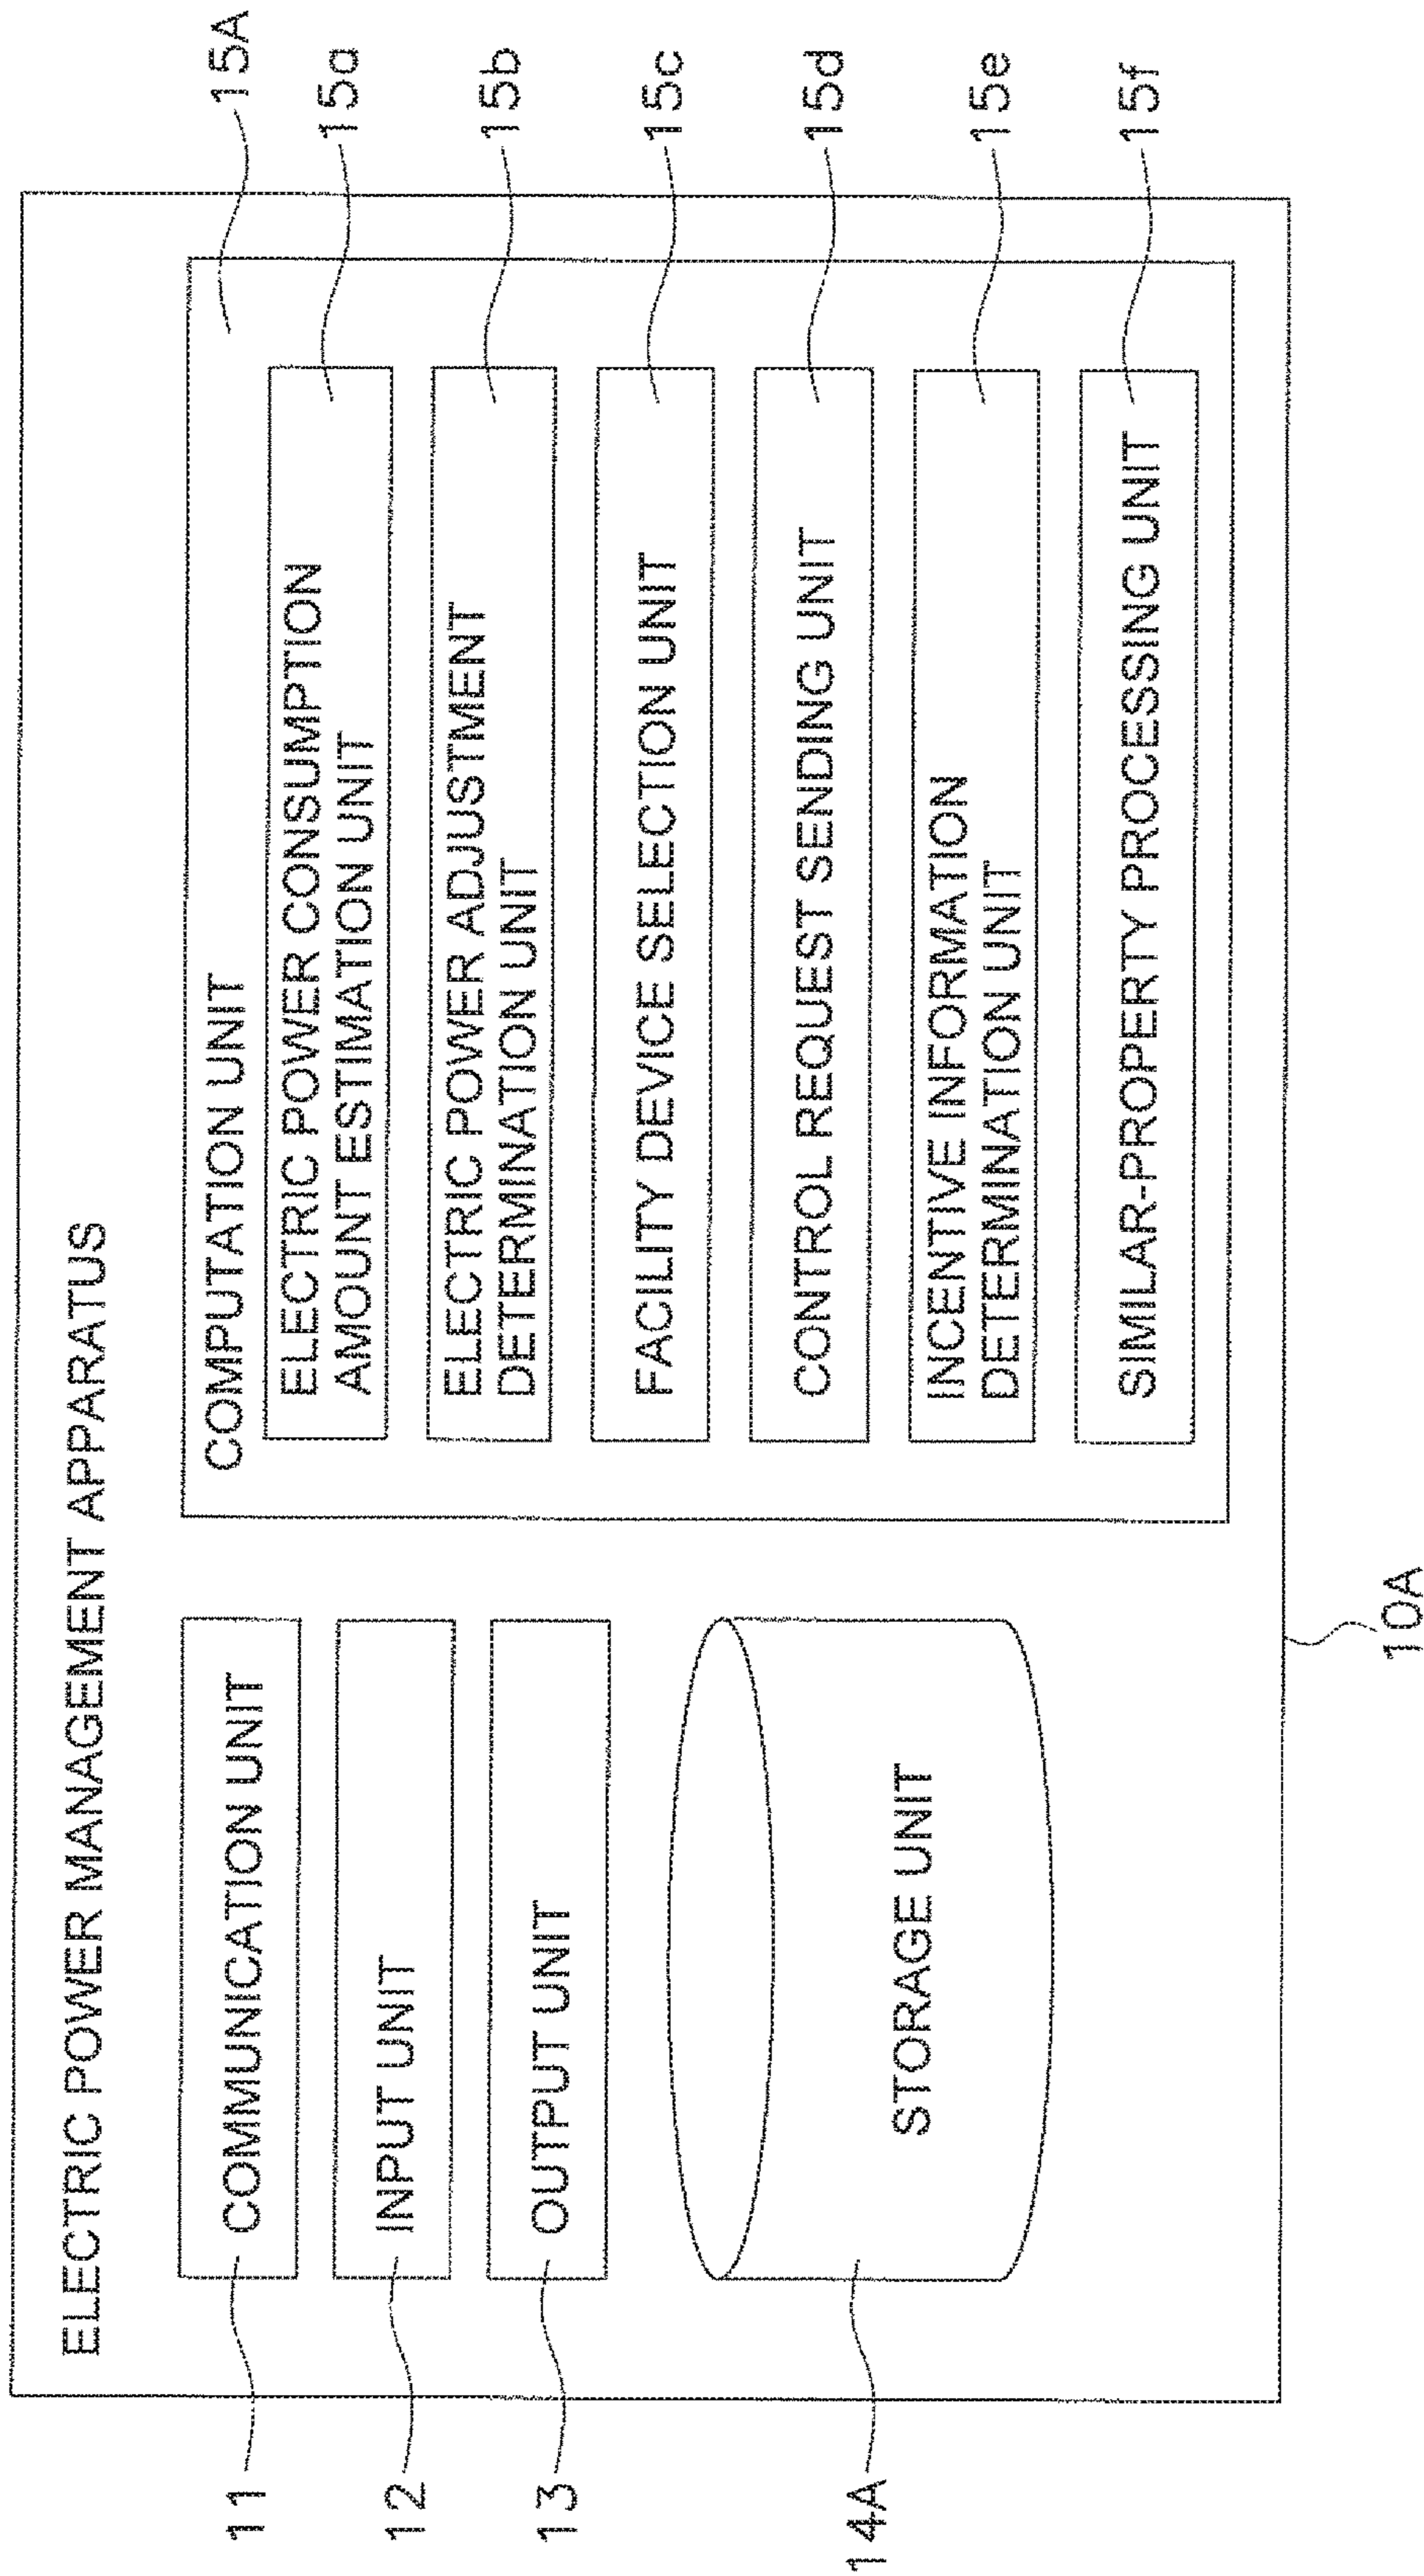 ELECTRIC POWER MANAGEMENT APPARATUS
11
COMMUNICATION UNIT
12
INPUT UNIT
13
OUTPUT UNIT
14A
STORAGE UNIT
COMPUTATION UNIT
15A
ELECTRIC POWER CONSUMPTION
AMOUNT ESTIMATION UNIT
15a
ELECTRIC POWER ADJUSTMENT
DETERMINATION UNIT
15b
FACILITY DEVICE SELECTION UNIT
15c
CONTROL REQUEST SENDING UNIT
15d
INCENTIVE INFORMATION
DETERMINATION UNIT
15e
SIMILAR-PROPERTY PROCESSING UNIT
15f
10A